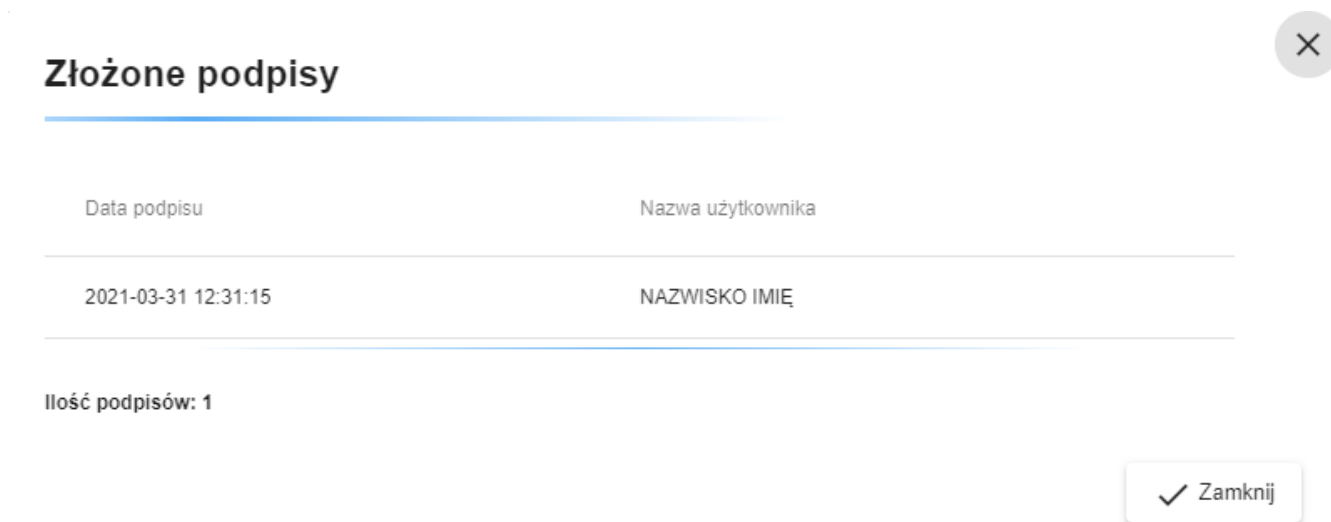 Złożone podpisy
Data podpisu Nazwa użytkownika
2021-03-31 12:31:15 NAZWISKO IMIĘ
Ilość podpisów: 1
Zamknij